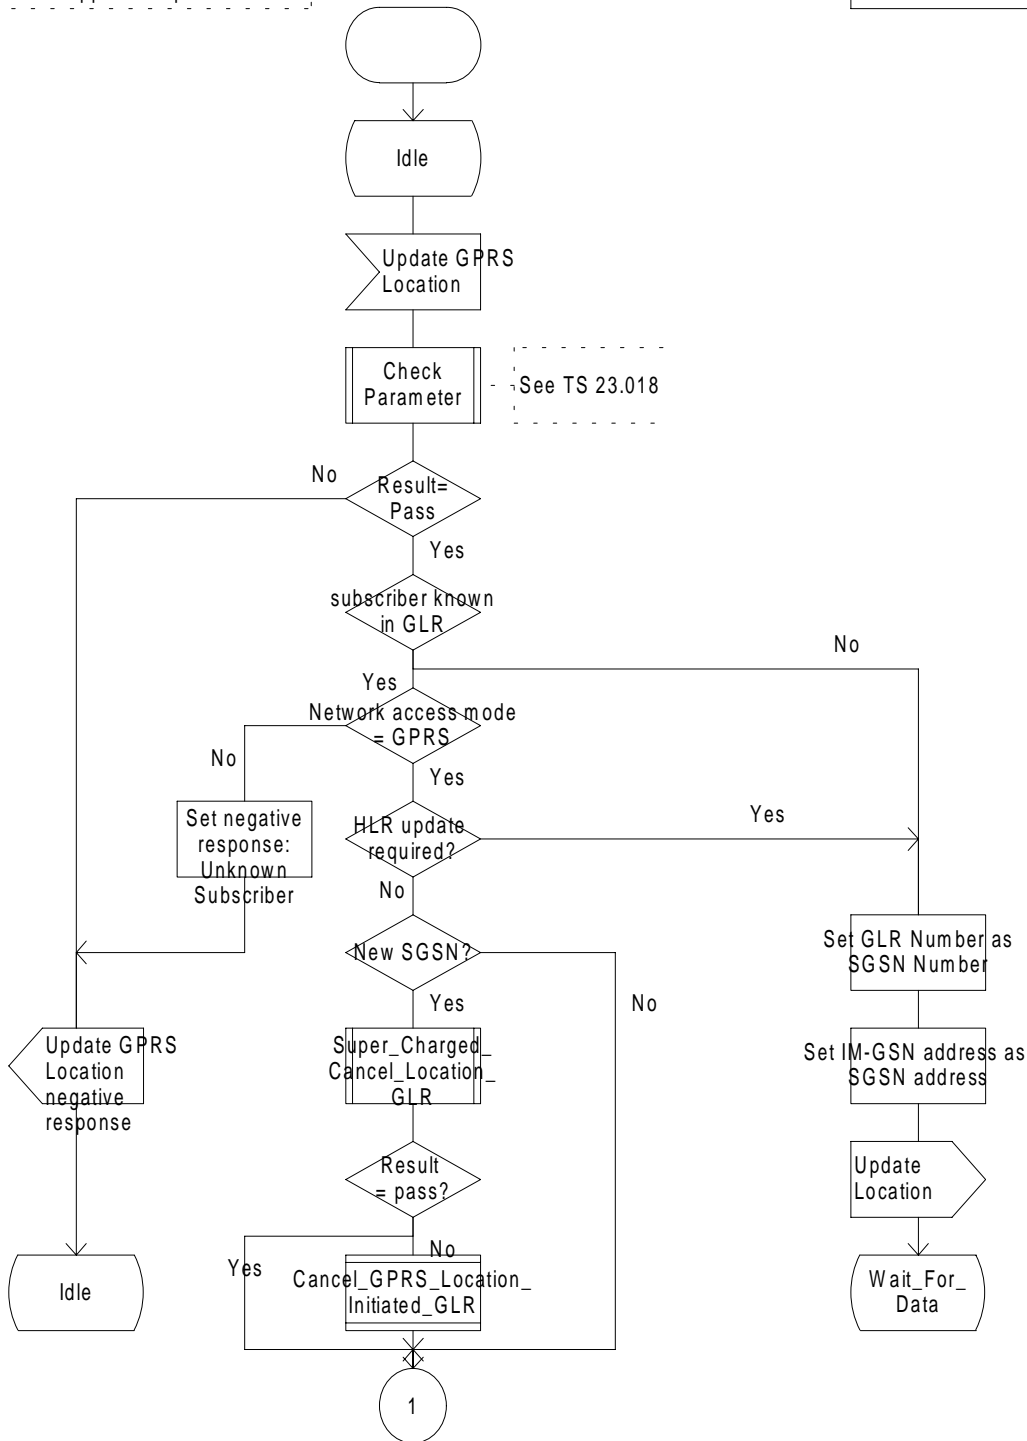 Idle
Update GPRS
Location
Check
Parameter
See TS 23.018
No
Result=
Pass
Yes
subscriber known
in GLR
No
Yes
Network access mode
= GPRS
No
Yes
Set negative
response:
Unknown
Subscriber
HLR update
required?
Yes
No
New SGSN?
No
Yes
Set GLR Number as
SGSN Number
Update GPRS
Location
negative
response
Super_Charged_
Cancel_Location_
GLR
Set IM-GSN address as
SGSN address
Result
= pass?
Update
Location
Yes
No
Idle
Cancel_GPRS_Location_
Initiated_GLR
Wait_For_
Data
1